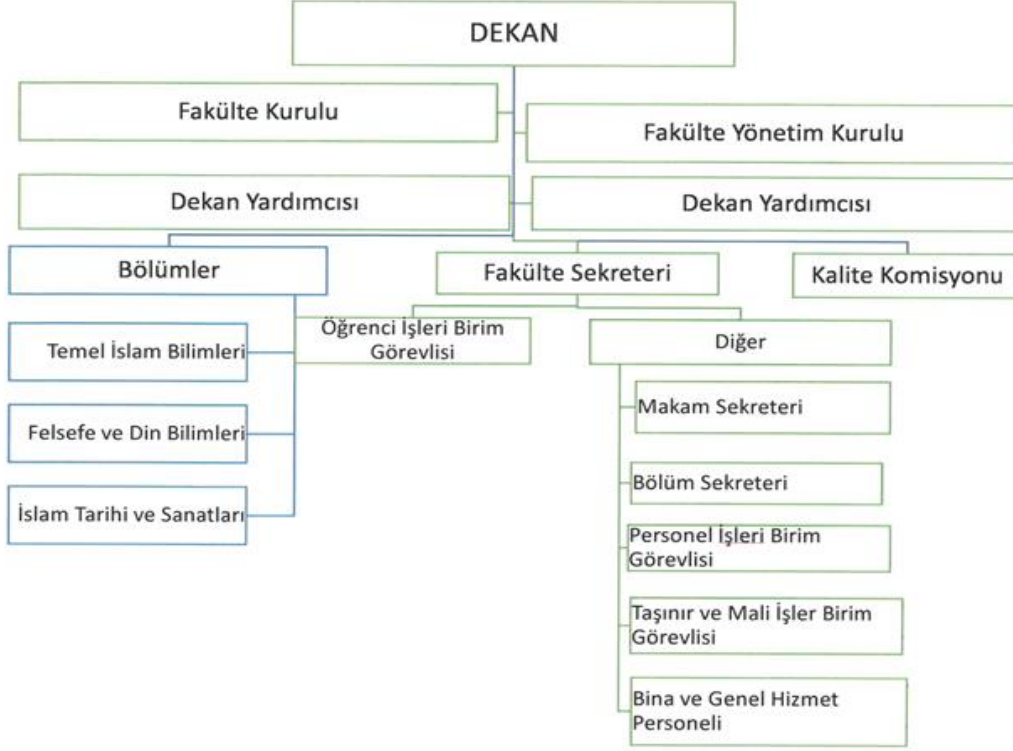 DEKAN
Fakülte Kurulu
Fakülte Yönetim Kurulu
Dekan Yardımcısı
Dekan Yardımcısı
Bölümler
Fakülte Sekreteri
Kalite Komisyonu
Temel İslam Bilimleri
Felsefe ve Din Bilimleri
İslam Tarihi ve Sanatları
Öğrenci İşleri Birim
Görevlisi
Diğer
Makam Sekreteri
Bölüm Sekreteri
Personel İşleri Birim
Görevlisi
Taşınır ve Mali İşler Birim
Görevlisi
Bina ve Genel Hizmet
Personeli